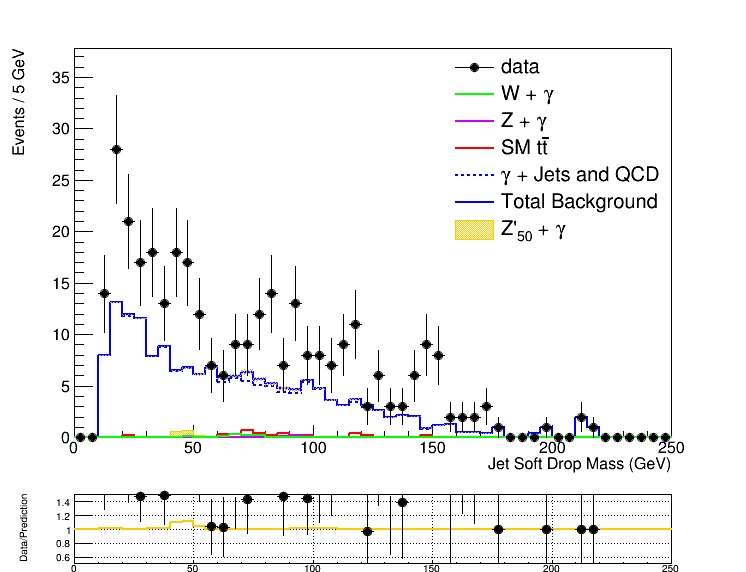 Events / 5 GeV
35
30
25
20
15
10
5
0
data
W + γ
Z + γ
SM tt̄
γ + Jets and QCD
Total Background
Z'50 + γ
0 50 100 150 200 250
Jet Soft Drop Mass (GeV)
Data/Prediction
1.4
1.2
1
0.8
0.6
0 50 100 150 200 250